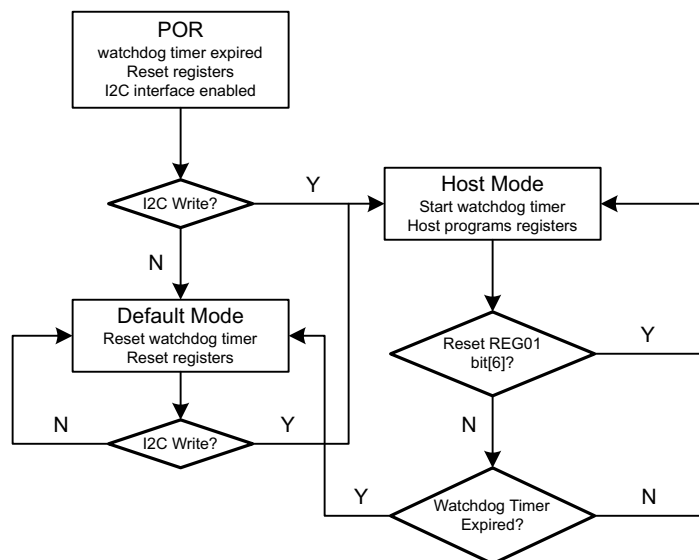 POR
watchdog timer expired
Reset registers
I2C interface enabled
I2C Write?
Y
N
Host Mode
Start watchdog timer
Host programs registers
Default Mode
Reset watchdog timer
Reset registers
Reset REG01
bit[6]?
Y
N
I2C Write?
N
Y
Watchdog Timer
Expired?
Y
N